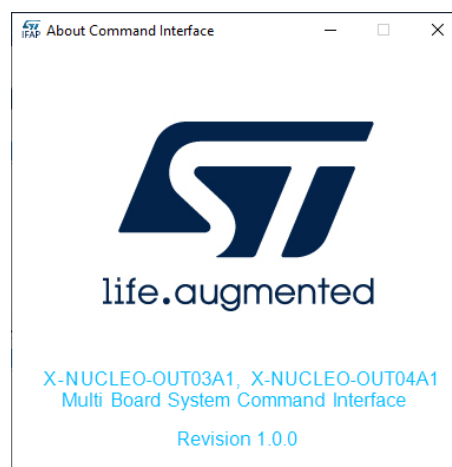 IFAP About Command Interface
ST
life.augmented
X-NUCLEO-OUT03A1, X-NUCLEO-OUT04A1
Multi Board System Command Interface
Revision 1.0.0